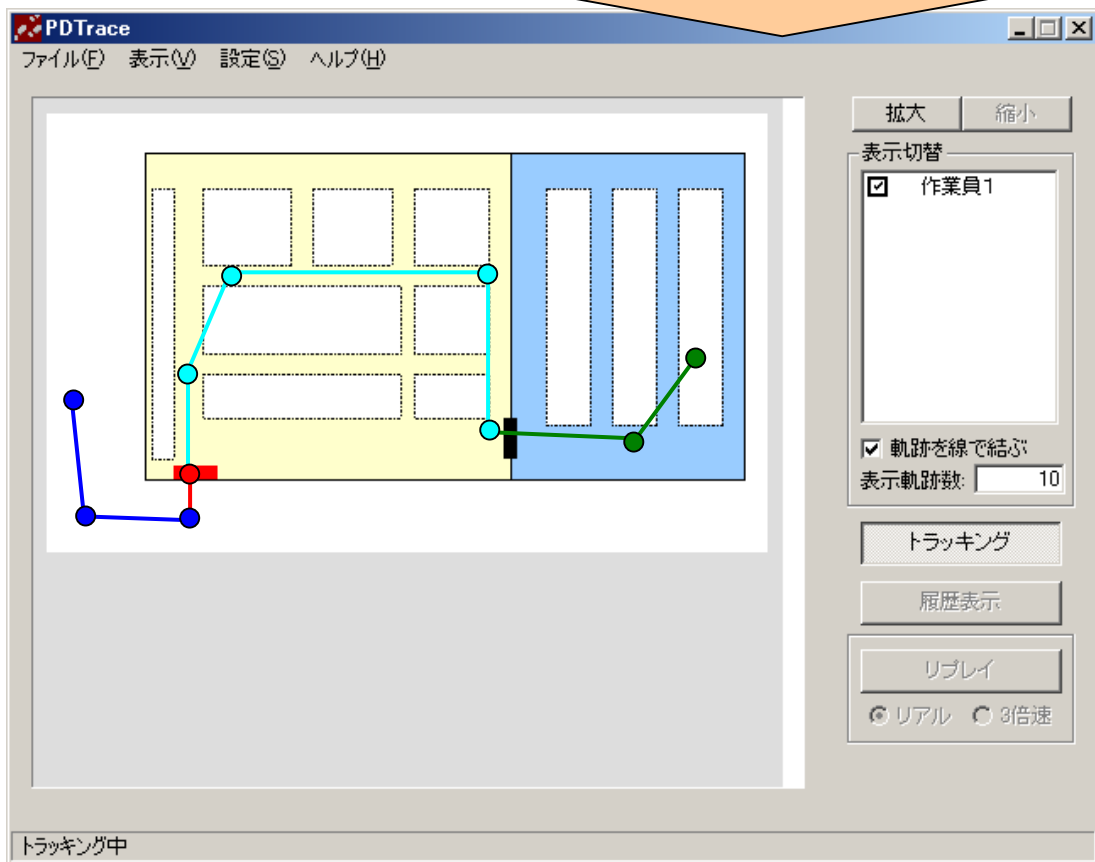 PDTrace
ファイル(F) 表示(V) 設定(S) ヘルプ(H)
拡大 縮小
表示切替
作業員1
軌跡を線で結ぶ
表示軌跡数: 10
トラッキング
履歴表示
リプレイ
リアル 3倍速
トラッキング中